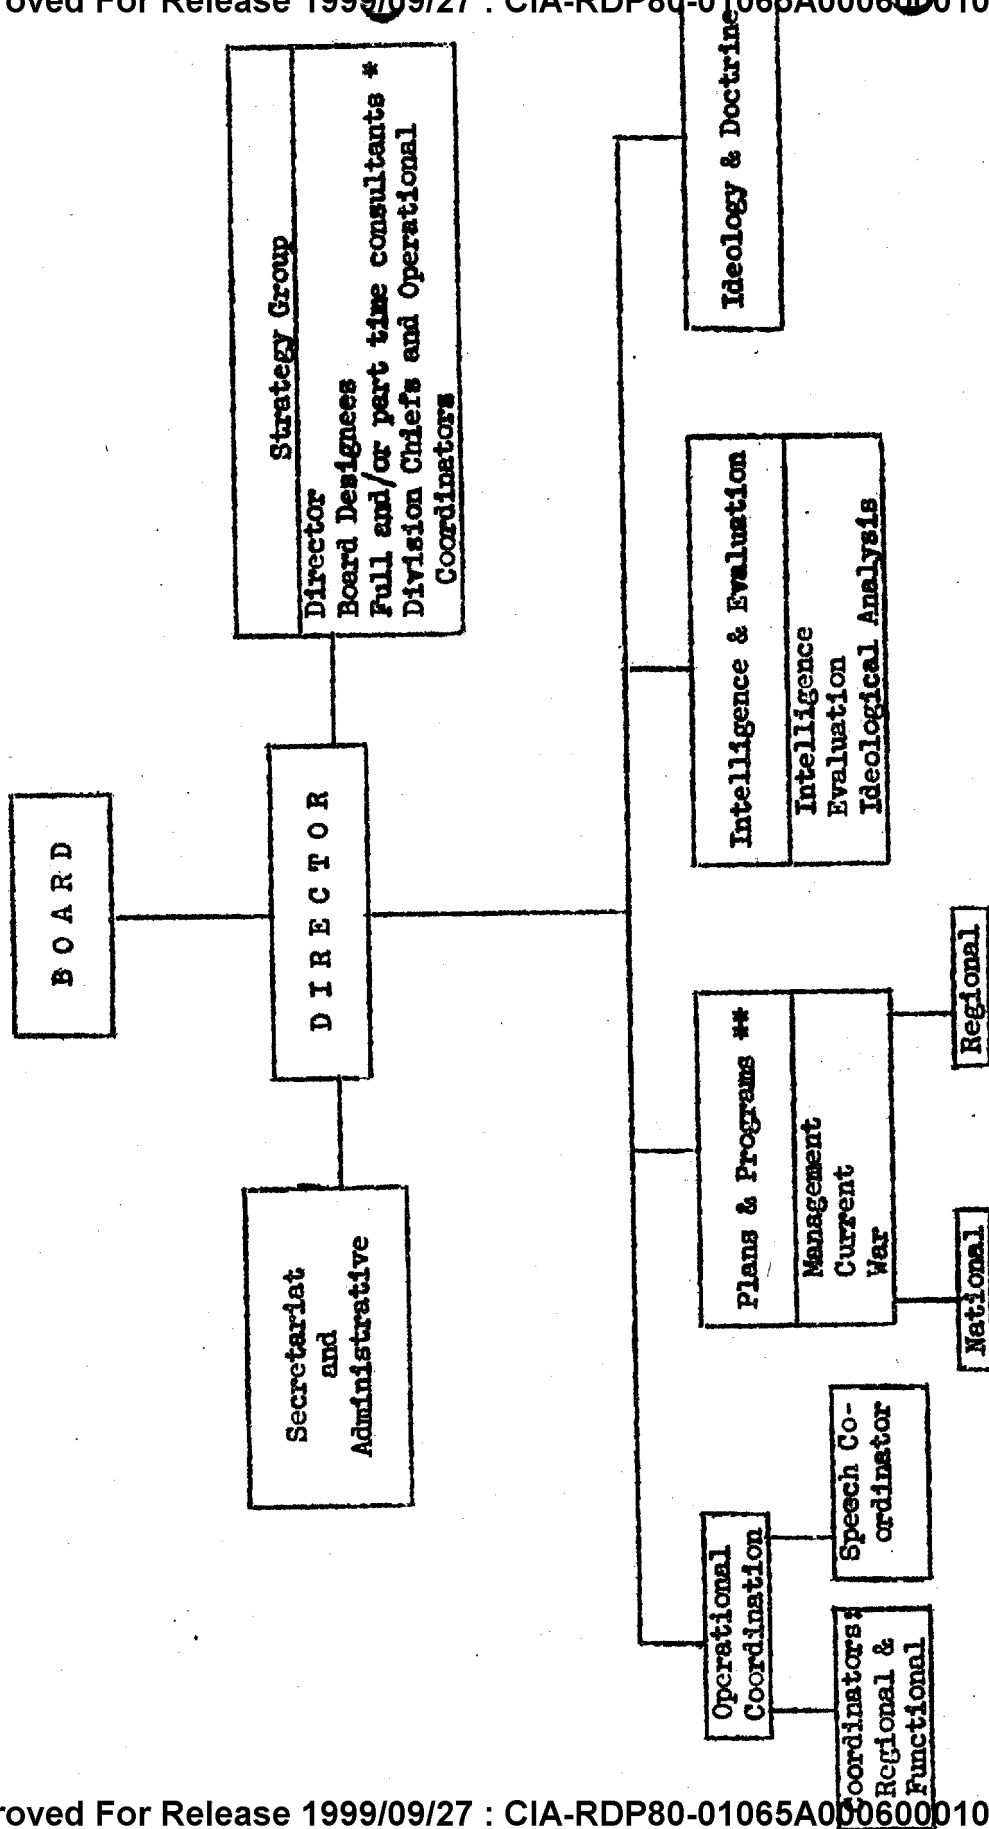 roved For Release 1999/09/27 : CIA-RDP80-01065A00060010
BOARD
Secretariat
and
Administrative
DIRECTOR
Strategy Group
Director
Board Designees
Full and/or part time consultants *
Division Chiefs and Operational
Coordinators
Operational
Coordination
Coordinators:
Regional &
Functional
Speech Co-
ordinator
Plans & Programs **
Management
Current
War
National
Regional
Intelligence & Evaluation
Intelligence
Evaluation
Ideological Analysis
Ideology & Doctrine
roved For Release 1999/09/27 : CIA-RDP80-01065A000600010